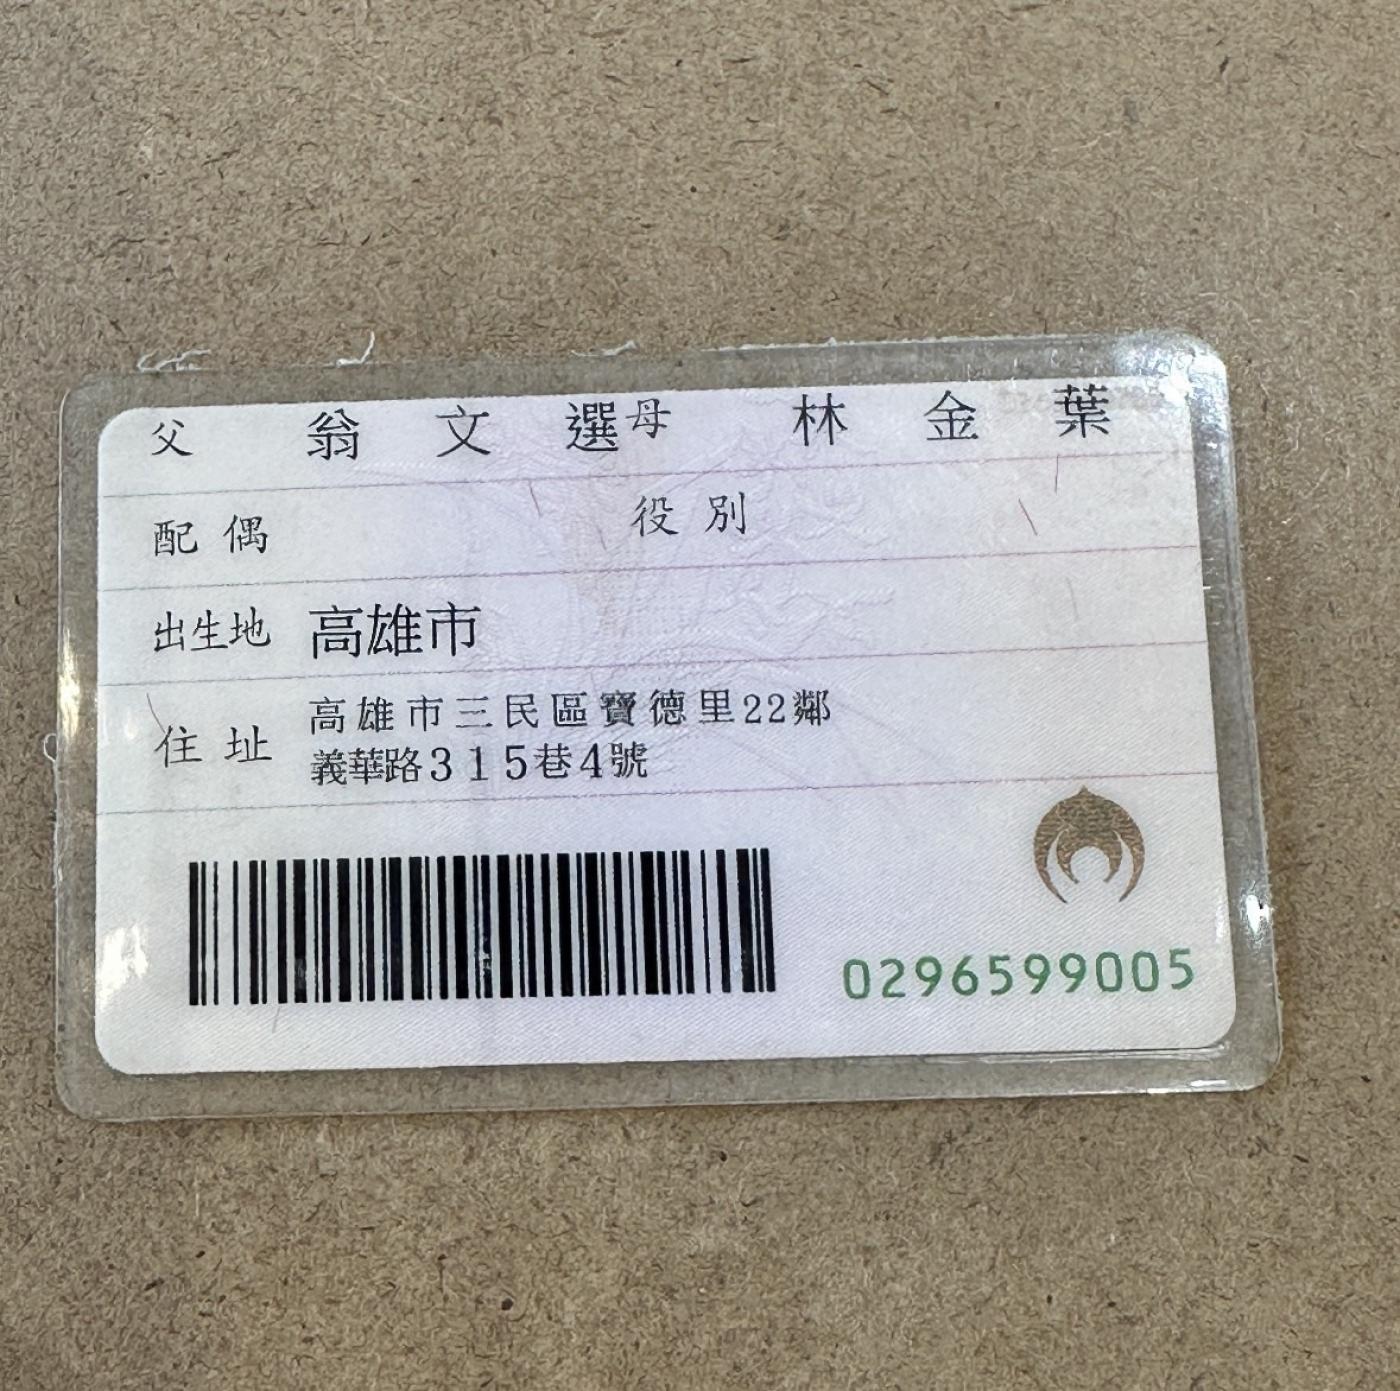 父 翁文選 母 林金葉
配偶 役別
出生地 高雄市
住址 高雄市三民區寶德里22鄰
義華路315巷4號
0296599005